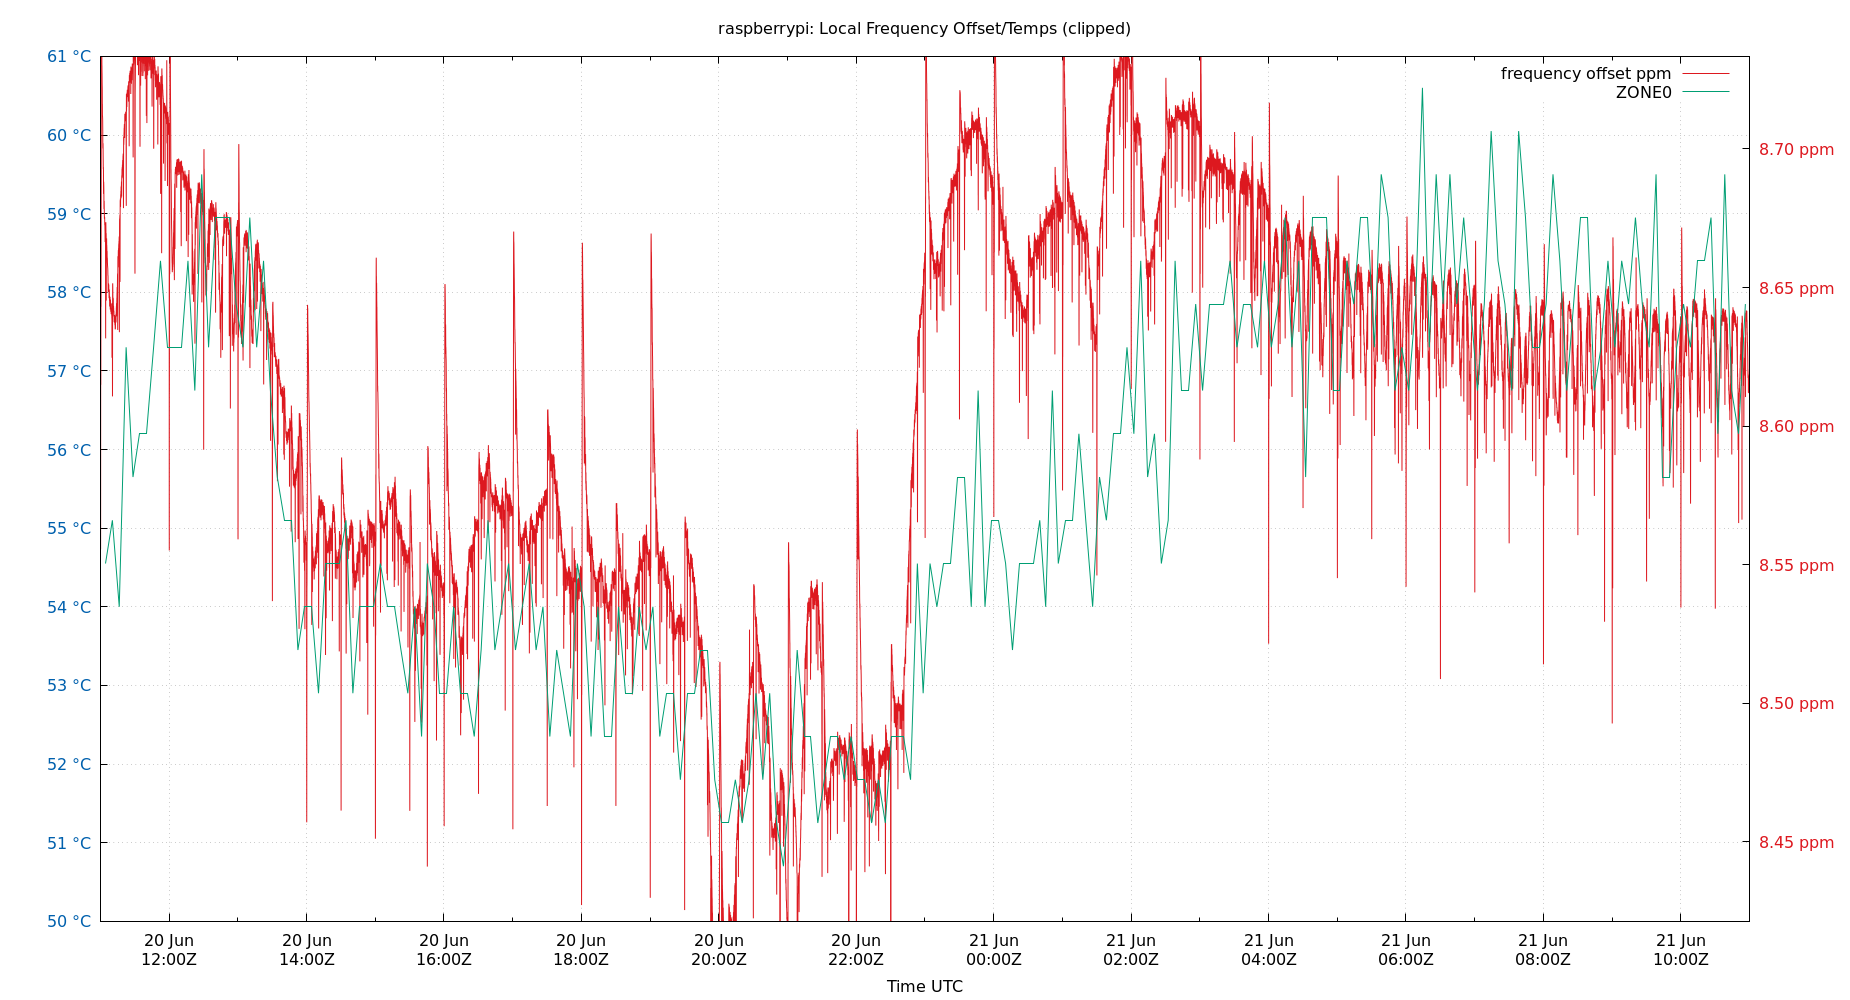 raspberrypi: Local Frequency Offset/Temps (clipped)
frequency offset ppm
ZONE0
61 °C
60 °C
59 °C
58 °C
57 °C
56 °C
55 °C
54 °C
53 °C
52 °C
51 °C
50 °C
8.70 ppm
8.65 ppm
8.60 ppm
8.55 ppm
8.50 ppm
8.45 ppm
20 Jun 20 Jun 20 Jun 20 Jun 20 Jun 20 Jun 21 Jun 21 Jun 21 Jun 21 Jun 21 Jun 21 Jun
12:00Z 14:00Z 16:00Z 18:00Z 20:00Z 22:00Z 00:00Z 02:00Z 04:00Z 06:00Z 08:00Z 10:00Z
Time UTC